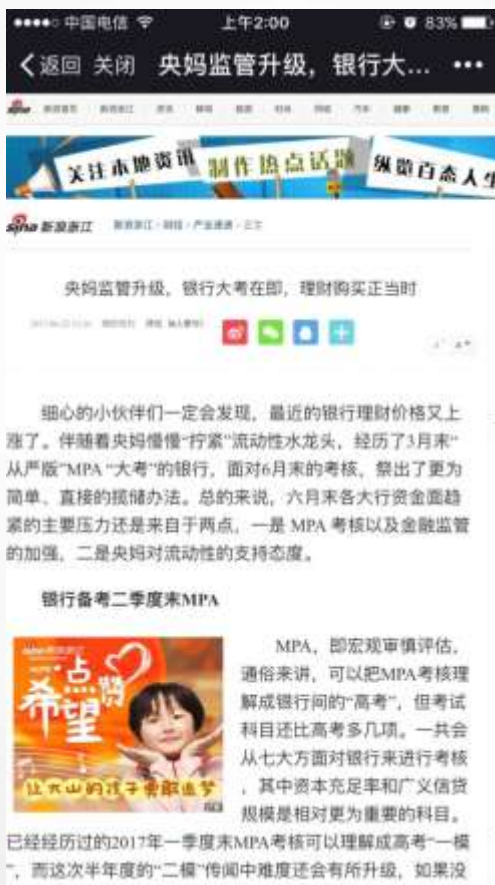 中国电信 上午2:00 83%
返回 关闭 央妈监管升级，银行大... •••
sina
关注本地资讯 制作热点话题 纵览百态人生
sina 新浪浙江
央妈监管升级，银行大考在即，理财购买正当时
细心的小伙伴们一定会发现，最近的银行理财价格又上
涨了。伴随着央妈慢慢“拧紧”流动性水龙头，经历了3月末“
从严版”MPA“大考”的银行，面对6月末的考核，祭出了更为
简单、直接的揽储办法。总的来说，六月末各大行资金面趋
紧的主要压力还是来自于两点，一是 MPA 考核以及金融监管
的加强，二是央妈对流动性的支持态度。
银行备考二季度末MPA
点赞
希望
让大山的孩子勇敢追梦
MPA，即宏观审慎评估，
通俗来讲，可以把MPA考核理
解成银行间的“高考”，但考试
科目还比高考多几项。一共会
从七大方面对银行来进行考核
，其中资本充足率和广义信贷
规模是相对更为重要的科目。
已经经历过的2017年一季度末MPA考核可以理解成高考“一模
”，而这次半年度的“二模”传闻中难度还会有所升级，如果没